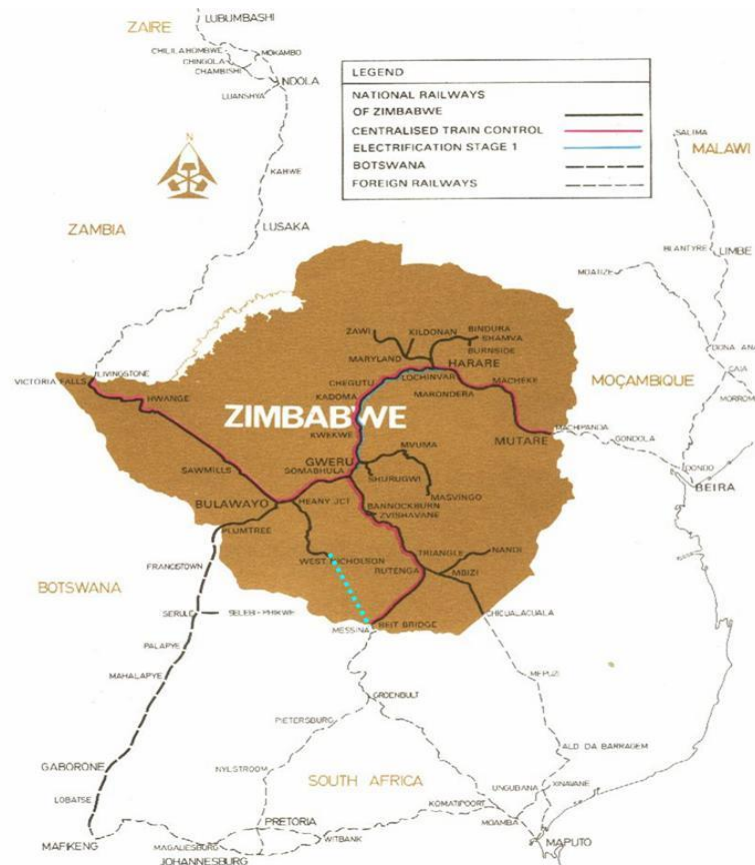 ZAIRE
LUBUMBASHI
CHILILABOMBWE
MOKAMBO
CHINGOLA
CHAMBISHI
NDOLA
LUANSHYA
N
KABWE
LUSAKA
ZAMBIA
LEGEND
NATIONAL RAILWAYS
OF ZIMBABWE
CENTRALISED TRAIN CONTROL
ELECTRIFICATION STAGE 1
BOTSWANA
FOREIGN RAILWAYS
SALIMA
MALAWI
BLANTYRE
LIMBE
MOATIZE
DONA ANA
CAIA
MOÇAMBIQUE
ZAWI
KILDONAN
BINDURA
SHAMVA
BURNSIDE
MARYLAND
HARARE
LIVINGSTONE
VICTORIA FALLS
HWANGE
CHEGUTU
LOCHINVAR
MACHEKE
KADOMA
MARONDERA
ZIMBABWE
KWEKWE
MUTARE
MACHIPANDA
GONDOLA
DONDO
BEIRA
MVUMA
GWERU
SOMABHULA
SHURUGWI
SAWMILLS
MASVINGO
BULAWAYO
HEANY JCT
BANNOCKBURN
ZVISHAVANE
PLUMTREE
WEST NICHOLSON
TRIANGLE
NANDI
RUTENGA
MBIZI
FRANCISTOWN
BOTSWANA
SERULE
SELEBI-PHIKWE
MESSINA
BEIT BRIDGE
CHICUALACUALA
PALAPYE
MAHALAPYE
MEPUZI
GROENBULT
PIETERSBURG
ALD DA BARRAGEM
GABORONE
NYLSTROOM
SOUTH AFRICA
UNGUBANA
XINAVANE
LOBATSE
KOMATIPOORT
MOAMBA
PRETORIA
MAFIKENG
MAGALIESBURG
WITBANK
MAPUTO
JOHANNESBURG